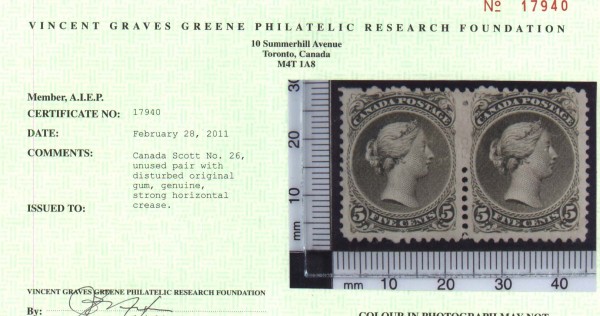 Nº 17940
VINCENT GRAVES GREENE PHILATELIC RESEARCH FOUNDATION
10 Summerhill Avenue
Toronto, Canada
M4T 1A8
Member, A.I.E.P.
CERTIFICATE NO: 17940
DATE: February 28, 2011
COMMENTS: Canada Scott No. 26,
unused pair with
disturbed original
gum, genuine,
strong horizontal
crease.
ISSUED TO:
30
20
10
mm
CANADA POSTAGE CANADA POSTAGE
5 FIVE CENTS 5 5 FIVE CENTS 5
mm 10 20 30 40
VINCENT GRAVES GREENE PHILATELIC RESEARCH FOUNDATION
By:
COLOUR IN PHOTOGRAPH MAY NOT